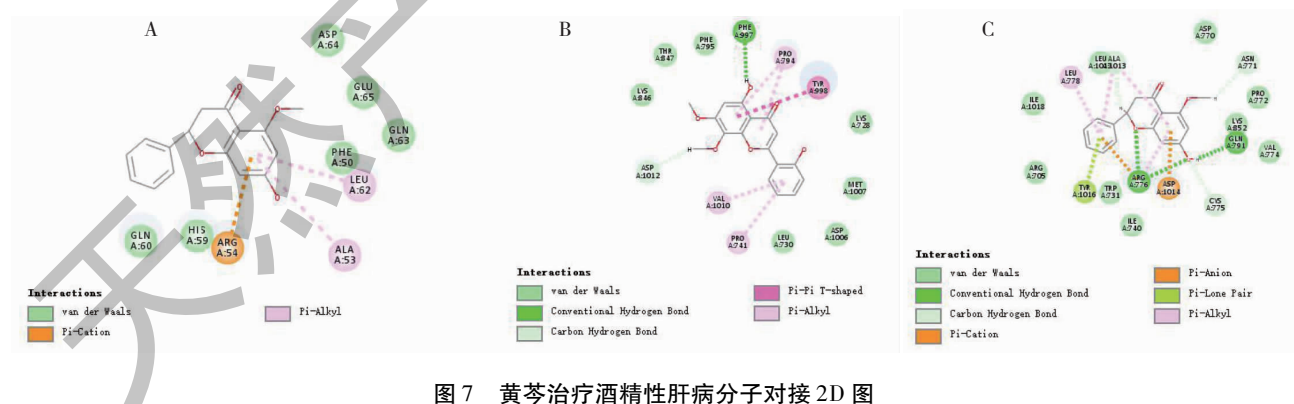 A
ASP A:64
GLU A:65
GLN A:63
PHE A:50
LEU A:62
GLN A:60
HIS A:59
ARG A:54
ALA A:53
Interactions
van der Waals
Pi-Cation
Pi-Alkyl
B
PHE A:997
PHE A:795
THR A:847
PRO A:794
TYR A:998
LYS A:846
LYS A:728
ASP A:1012
MET A:1007
VAL A:1010
PRO A:741
LEU A:730
ASP A:1006
H
Interactions
van der Waals
Conventional Hydrogen Bond
Carbon Hydrogen Bond
Pi-Pi T-shaped
Pi-Alkyl
C
ASP A:770
LEU
ALA A:1013
ASN A:771
LEU A:778
PRO A:772
ILE A:1018
LYS A:852
GLN A:791
VAL A:774
ARG A:705
TYR A:1016
TRP A:731
ARG A:776
ASP A:1014
CYS A:775
ILE A:740
Interactions
van der Waals
Conventional Hydrogen Bond
Carbon Hydrogen Bond
Pi-Cation
Pi-Anion
Pi-Lone Pair
Pi-Alkyl
图 7 黄芩治疗酒精性肝病分子对接 2D 图